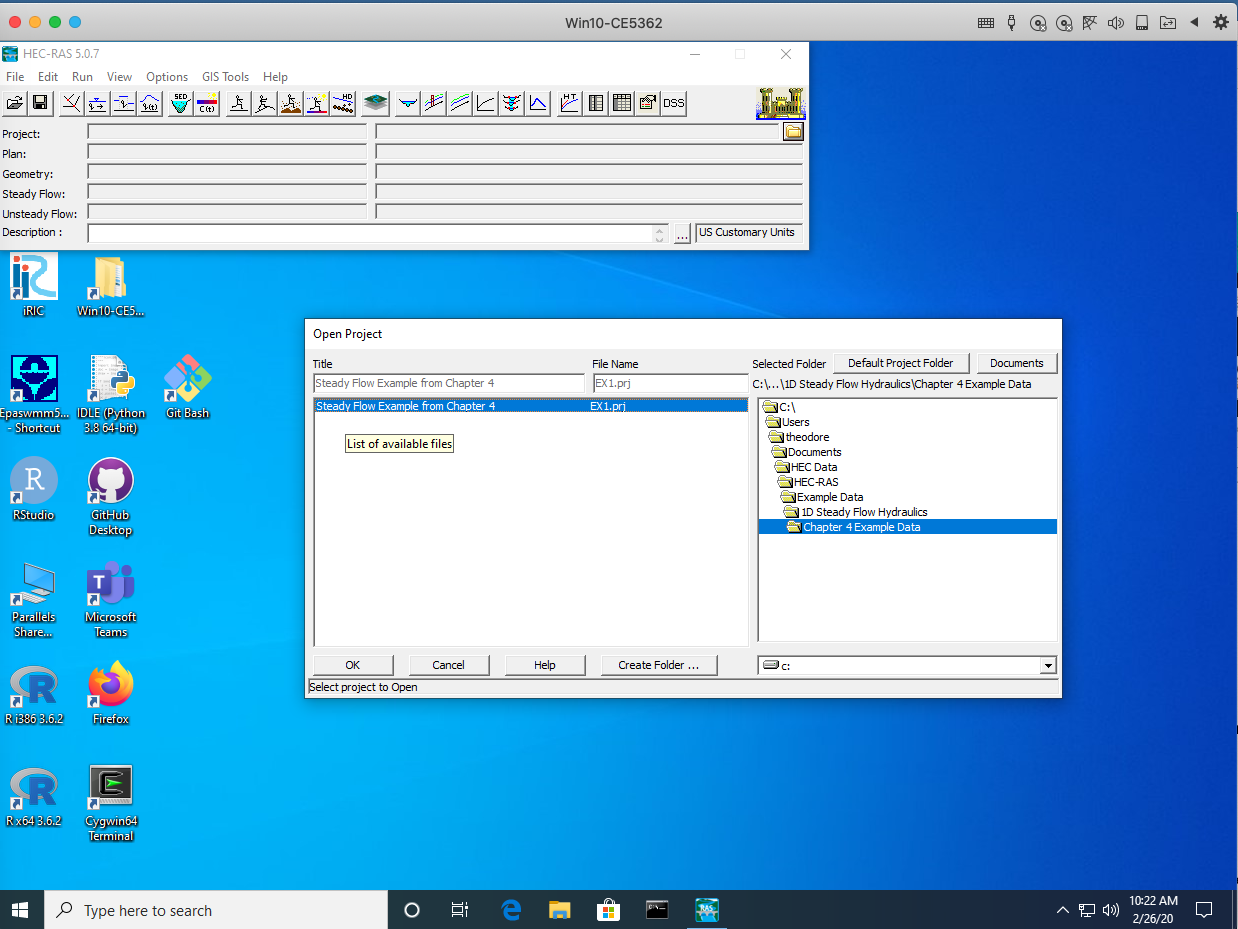 Win10-CE5362
HEC-RAS 5.0.7
File Edit Run View Options GIS Tools Help
SED C(t) HD H.T. DSS
Project:
Plan:
Geometry:
Steady Flow:
Unsteady Flow:
Description : ... US Customary Units
iRIC Win10-CE5...
Epaswmm5... - Shortcut
IDLE (Python 3.8 64-bit)
Git Bash
R
RStudio
GitHub Desktop
Parallels Share...
T
Microsoft Teams
R i386 3.6.2
Firefox
R x64 3.6.2
Cygwin64 Terminal
Open Project
Title File Name Selected Folder Default Project Folder Documents
Steady Flow Example from Chapter 4 EX1.prj C:\...\1D Steady Flow Hydraulics\Chapter 4 Example Data
Steady Flow Example from Chapter 4 EX1.prj
List of available files
C:\
Users
theodore
Documents
HEC Data
HEC-RAS
Example Data
1D Steady Flow Hydraulics
Chapter 4 Example Data
OK Cancel Help Create Folder ... c:
Select project to Open
Type here to search
RAS
10:22 AM
2/26/20